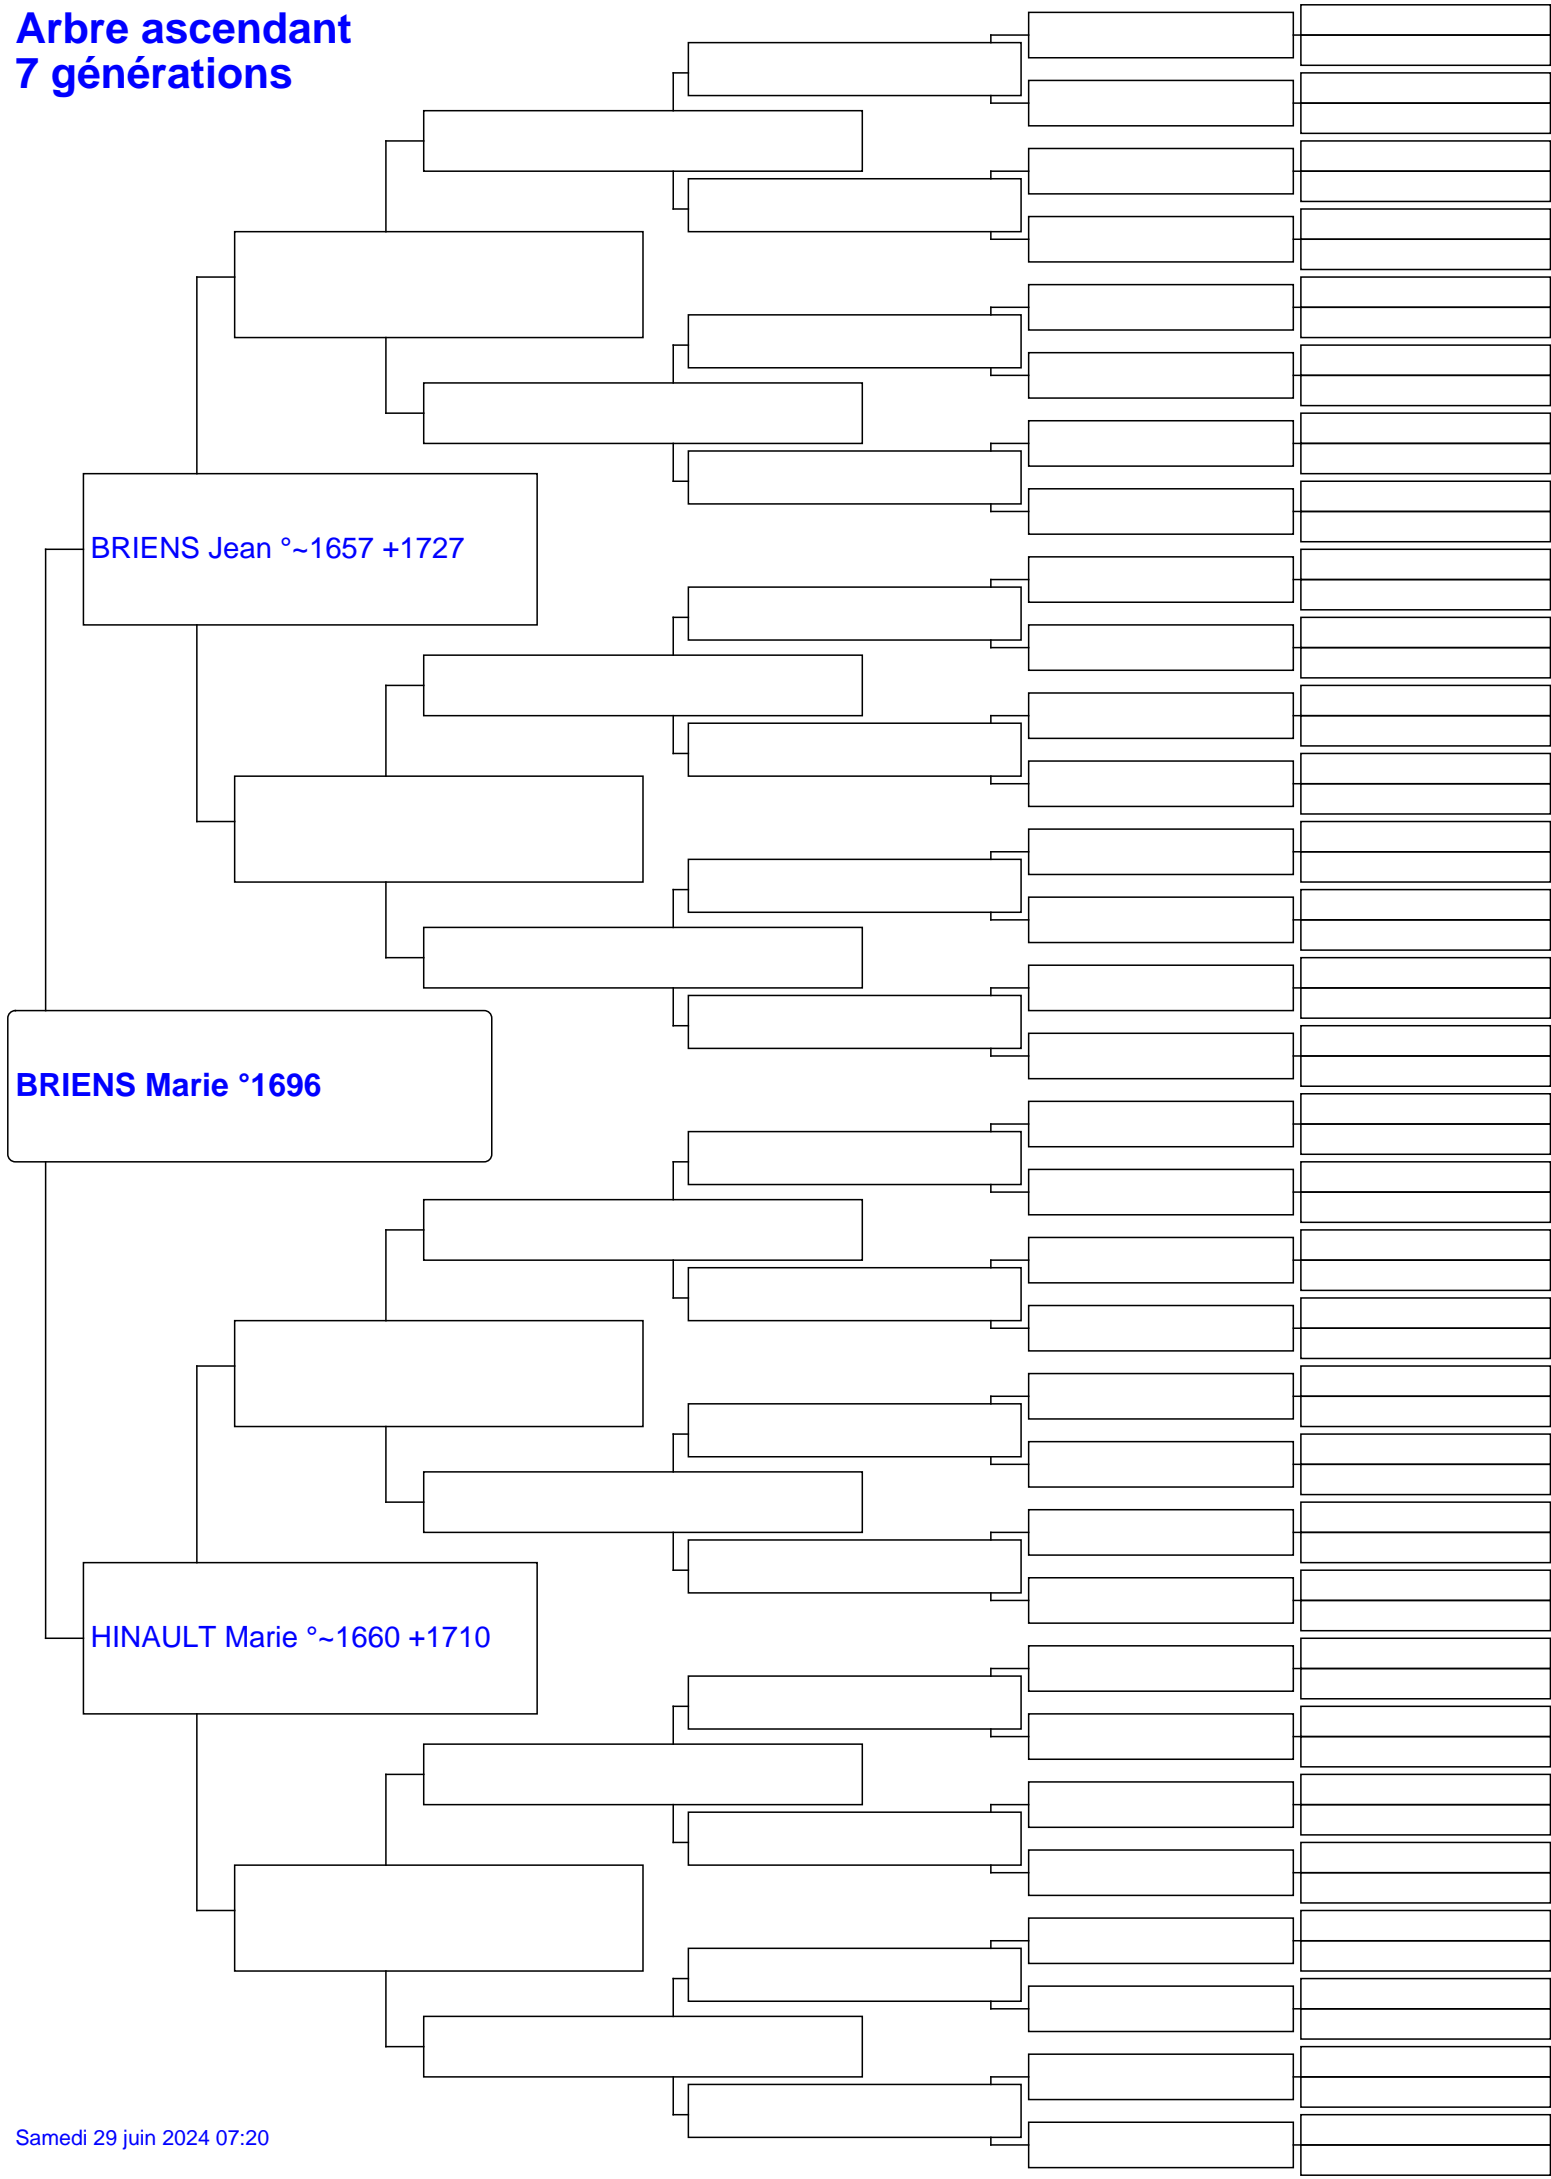 Arbre ascendant
7 générations
BRIENS Jean °~1657 +1727
BRIENS Marie °1696
HINAULT Marie °~1660 +1710
Samedi 29 juin 2024 07:20